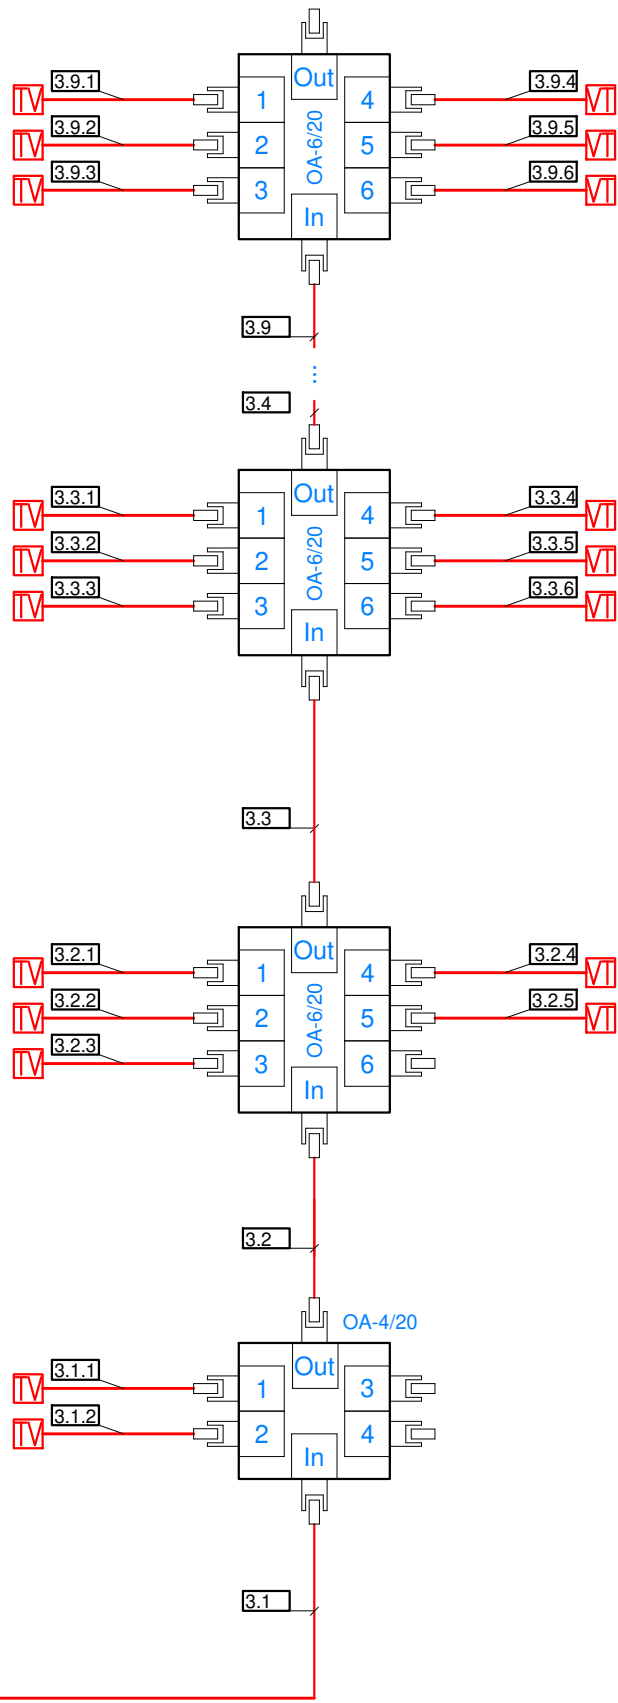 Out
TV 3.9.1 1 4 3.9.4 TV
OA-6/20
TV 3.9.2 2 5 3.9.5 TV
TV 3.9.3 3 6 3.9.6 TV
In
3.9
...
3.4
Out
TV 3.3.1 1 4 3.3.4 TV
OA-6/20
TV 3.3.2 2 5 3.3.5 TV
TV 3.3.3 3 6 3.3.6 TV
In
3.3
Out
TV 3.2.1 1 4 3.2.4 TV
OA-6/20
TV 3.2.2 2 5 3.2.5 TV
TV 3.2.3 3 6
In
3.2
OA-4/20
Out
TV 3.1.1 1 3
TV 3.1.2 2 4
In
3.1